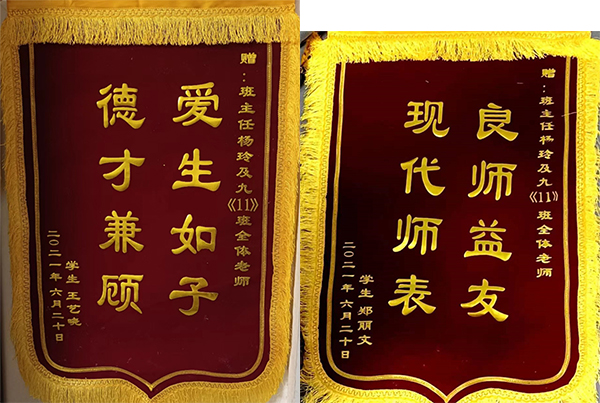 赠：班主任杨玲及九《11》班全体老师
爱生如子
德才兼顾
学生 王艺晓
二〇二一年六月二十日
赠：班主任杨玲及九《11》班全体老师
良师益友
现代师表
学生 郑丽文
二〇二一年六月二十日